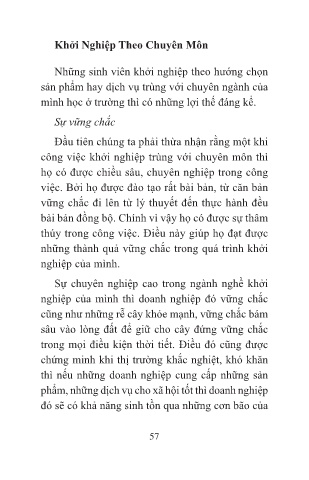 Khởi Nghiệp Theo Chuyên Môn
Những sinh viên khởi nghiệp theo hướng chọn
sản phẩm hay dịch vụ trùng với chuyên ngành của
mình học ở trường thì có những lợi thế đáng kể.
Sự vững chắc
Đầu tiên chúng ta phải thừa nhận rằng một khi
công việc khởi nghiệp trùng với chuyên môn thì
họ có được chiều sâu, chuyên nghiệp trong công
việc. Bởi họ được đào tạo rất bài bản, từ căn bản
vững chắc đi lên từ lý thuyết đến thực hành đều
bài bản đồng bộ. Chính vì vậy họ có được sự thâm
thúy trong công việc. Điều này giúp họ đạt được
những thành quả vững chắc trong quá trình khởi
nghiệp của mình.
Sự chuyên nghiệp cao trong ngành nghề khởi
nghiệp của mình thì doanh nghiệp đó vững chắc
cũng như những rễ cây khỏe mạnh, vững chắc bám
sâu vào lòng đất để giữ cho cây đứng vững chắc
trong mọi điều kiện thời tiết. Điều đó cũng được
chứng minh khi thị trường khắc nghiệt, khó khăn
thì nếu những doanh nghiệp cung cấp những sản
phẩm, những dịch vụ cho xã hội tốt thì doanh nghiệp
đó sẽ có khả năng sinh tồn qua những cơn bão của
57